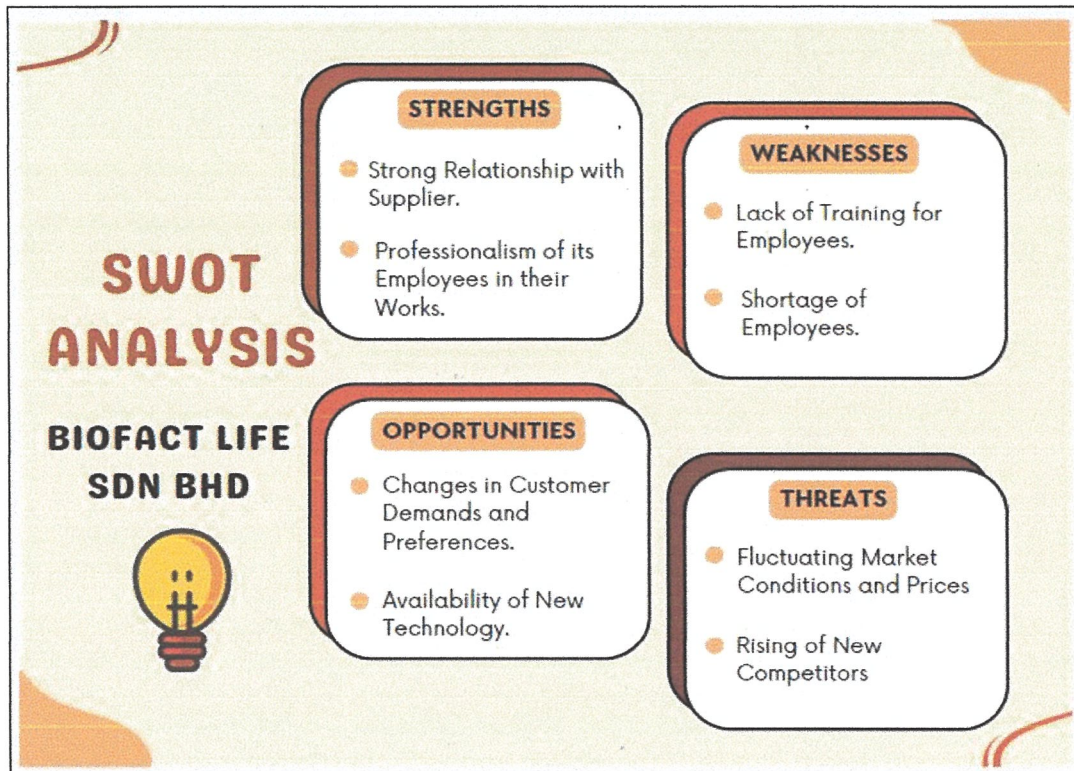 SWOT
ANALYSIS
BIOFACT LIFE
SDN BHD
STRENGTHS
Strong Relationship with
Supplier.
Professionalism of its
Employees in their
Works.
WEAKNESSES
Lack of Training for
Employees.
Shortage of
Employees.
OPPORTUNITIES
Changes in Customer
Demands and
Preferences.
Availability of New
Technology.
THREATS
Fluctuating Market
Conditions and Prices
Rising of New
Competitors